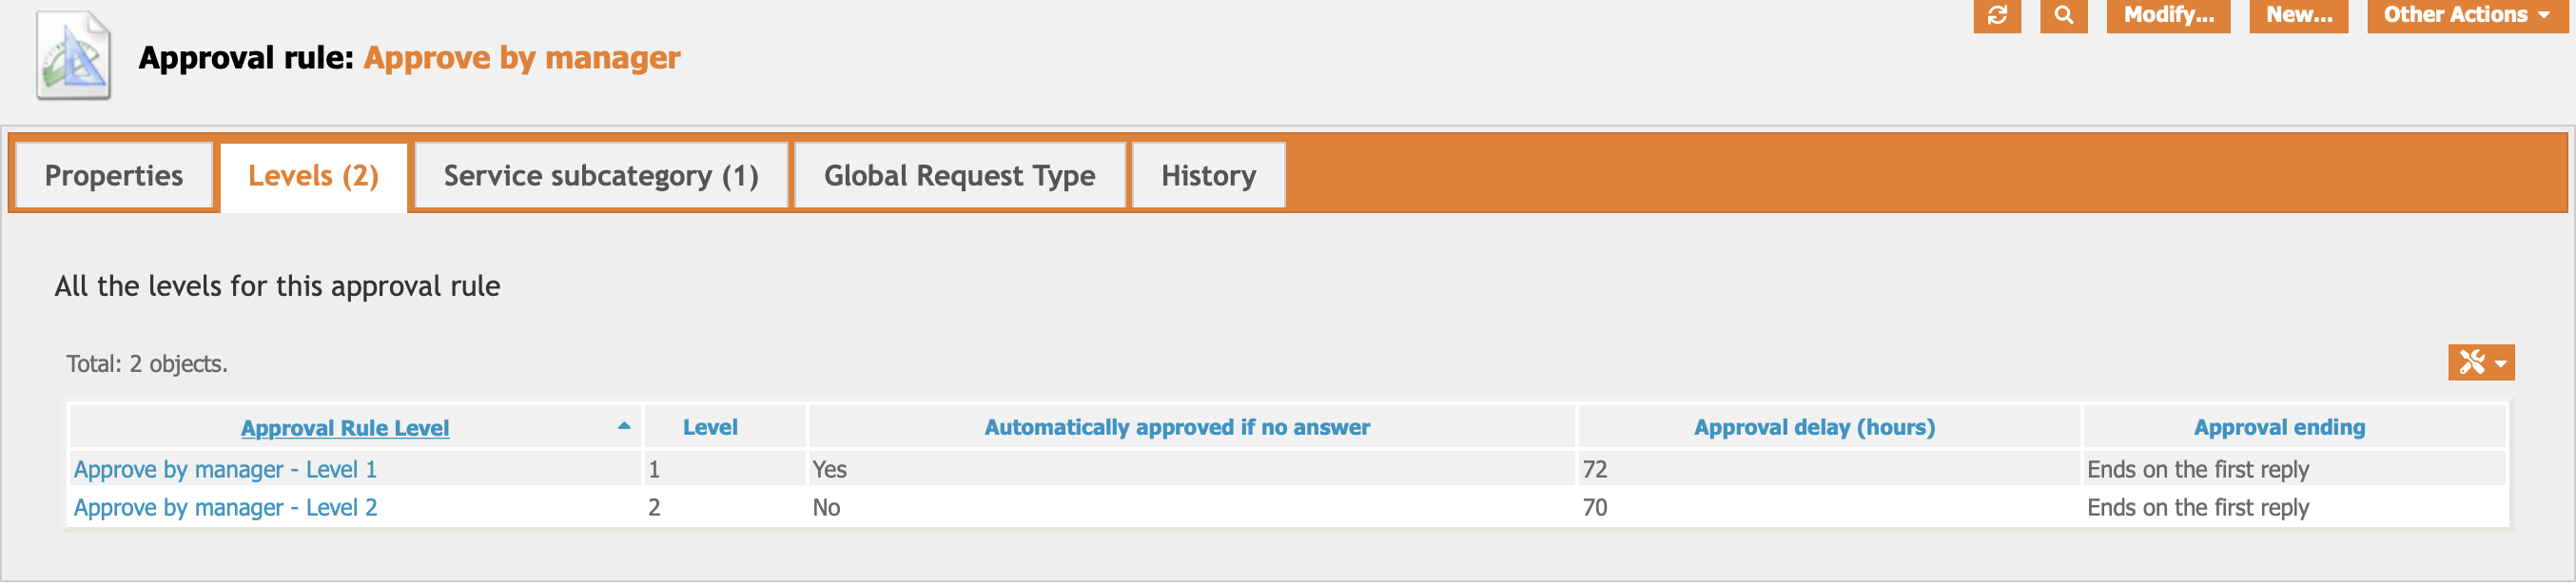 Modify... New... Other Actions
Approval rule: Approve by manager
Properties Levels (2) Service subcategory (1) Global Request Type History
All the levels for this approval rule
Total: 2 objects.
Approval Rule Level Level Automatically approved if no answer Approval delay (hours) Approval ending
Approve by manager - Level 1 1 Yes 72 Ends on the first reply
Approve by manager - Level 2 2 No 70 Ends on the first reply